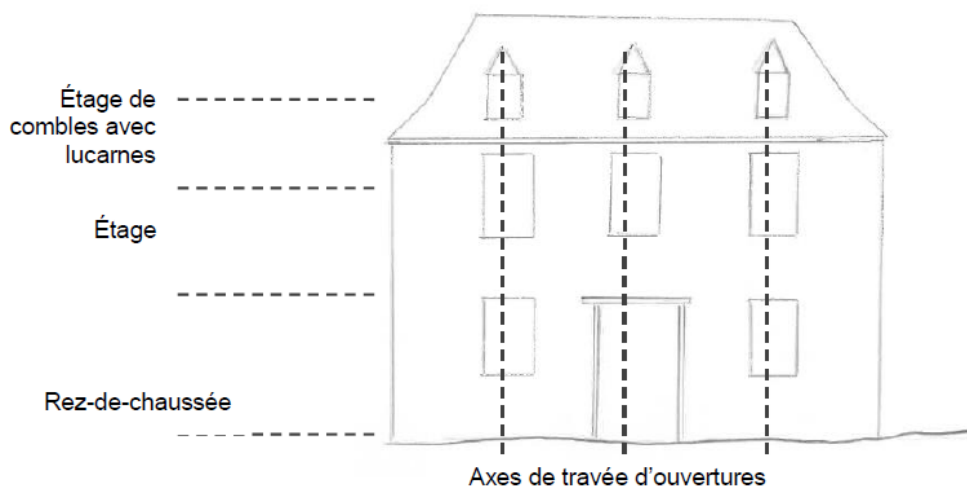 Étage de
combles avec
lucarnes
Étage
Rez-de-chaussée
Axes de travée d’ouvertures